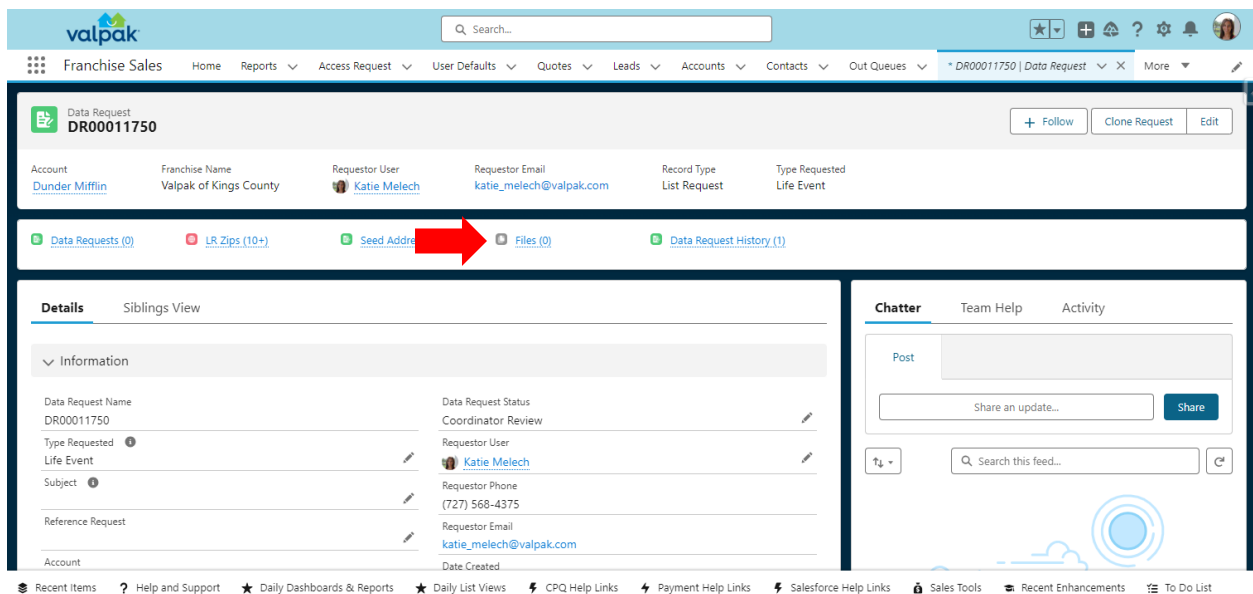 valpak
Search...
Franchise Sales Home Reports Access Request User Defaults Quotes Leads Accounts Contacts Out Queues * DR00011750 | Data Request More
Data Request
DR00011750
+ Follow Clone Request Edit
Account Franchise Name Requestor User Requestor Email Record Type Type Requested
Dunder Mifflin Valpak of Kings County Katie Melech katie_melech@valpak.com List Request Life Event
Data Requests (0) LR Zips (10+) Seed Addre Files (0) Data Request History (1)
Details Siblings View
Chatter Team Help Activity
Information
Post
Data Request Name Data Request Status
DR00011750 Coordinator Review
Share an update... Share
Type Requested Requestor User
Life Event Katie Melech
Search this feed...
Subject Requestor Phone
(727) 568-4375
Reference Request Requestor Email
katie_melech@valpak.com
Account Date Created
Recent Items ? Help and Support Daily Dashboards & Reports Daily List Views CPQ Help Links Payment Help Links Salesforce Help Links Sales Tools Recent Enhancements To Do List